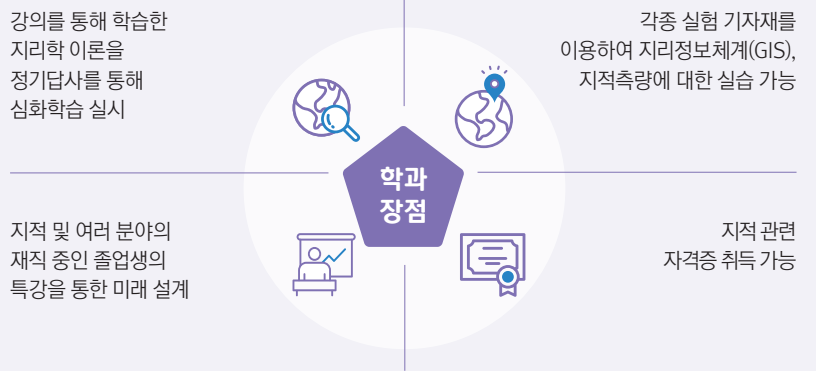 강의를 통해 학습한
지리학 이론을
정기답사를 통해
심화학습 실시
각종 실험 기자재를
이용하여 지리정보체계(GIS),
지적측량에 대한 실습 가능
학과
장점
지적 및 여러 분야의
재직 중인 졸업생의
특강을 통한 미래 설계
지적 관련
자격증 취득 가능